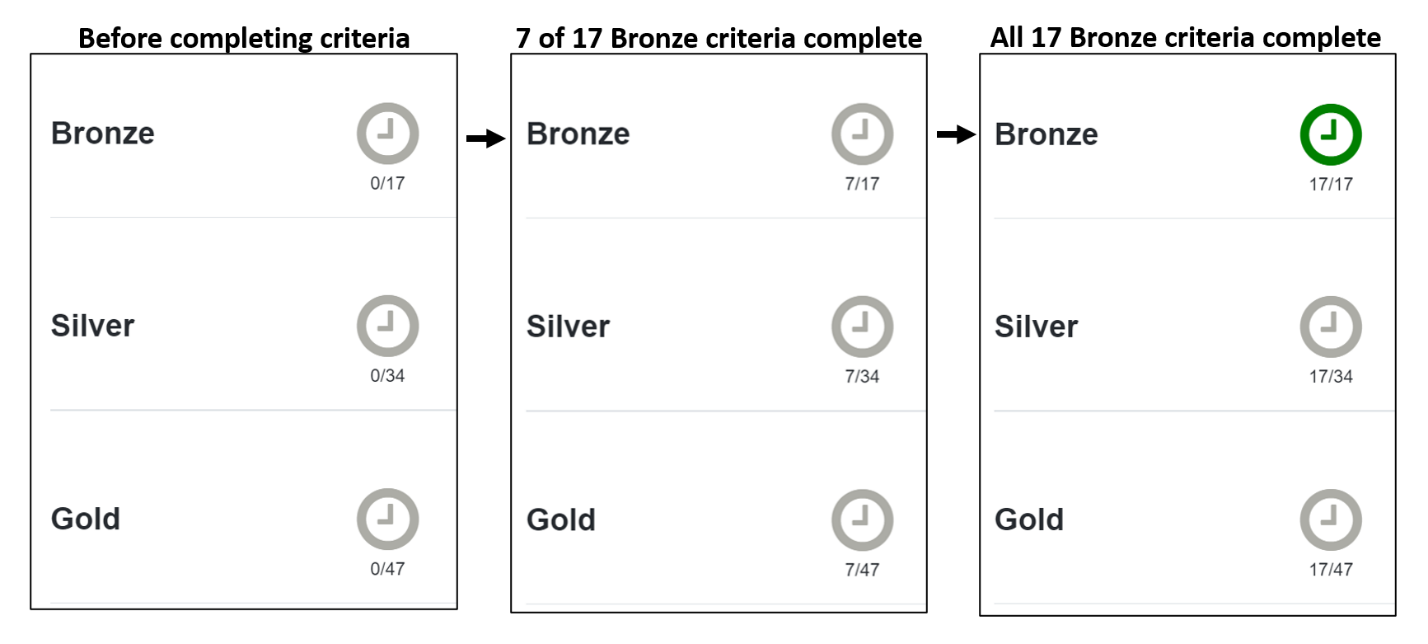 Before completing criteria
Bronze
0/17
Silver
0/34
Gold
0/47
7 of 17 Bronze criteria complete
Bronze
7/17
Silver
7/34
Gold
7/47
All 17 Bronze criteria complete
Bronze
17/17
Silver
17/34
Gold
17/47